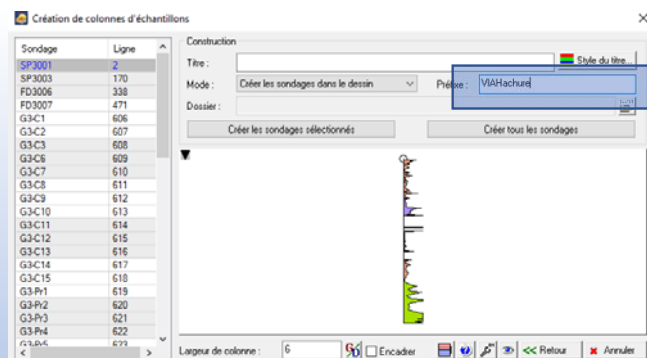 Création de colonnes d'échantillons
Sondage Ligne
SP3001 2
SP3003 170
FD3006 338
FD3007 471
G3-C1 606
G3-C2 607
G3-C3 608
G3-C6 609
G3-C7 610
G3-C8 611
G3-C9 612
G3-C10 613
G3-C11 614
G3-C12 615
G3-C13 616
G3-C14 617
G3-C15 618
G3-Pr1 619
G3-Pr2 620
G3-Pr3 621
G3-Pr4 622
G3-Pr5 623
Construction
Titre :
Style du titre...
Mode : Créer les sondages dans le dessin
Préfixe : VIAHachure
Dossier :
Créer les sondages sélectionnés
Créer tous les sondages
Largeur de colonne : 6
Encadrer
<< Retour
Annuler